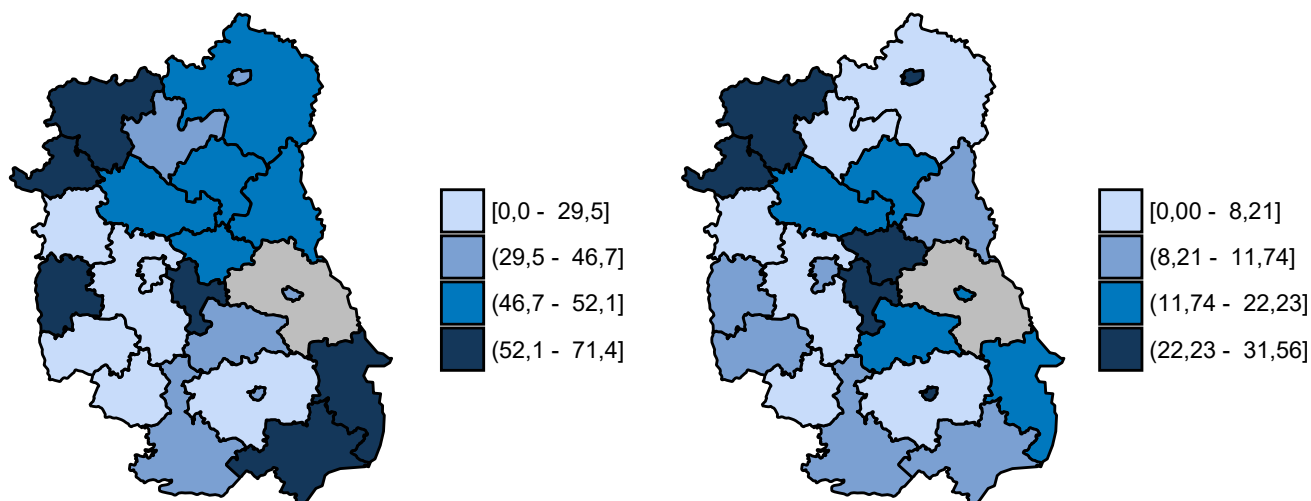 [0,0 - 29,5]
(29,5 - 46,7]
(46,7 - 52,1]
(52,1 - 71,4]
[0,00 - 8,21]
(8,21 - 11,74]
(11,74 - 22,23]
(22,23 - 31,56]